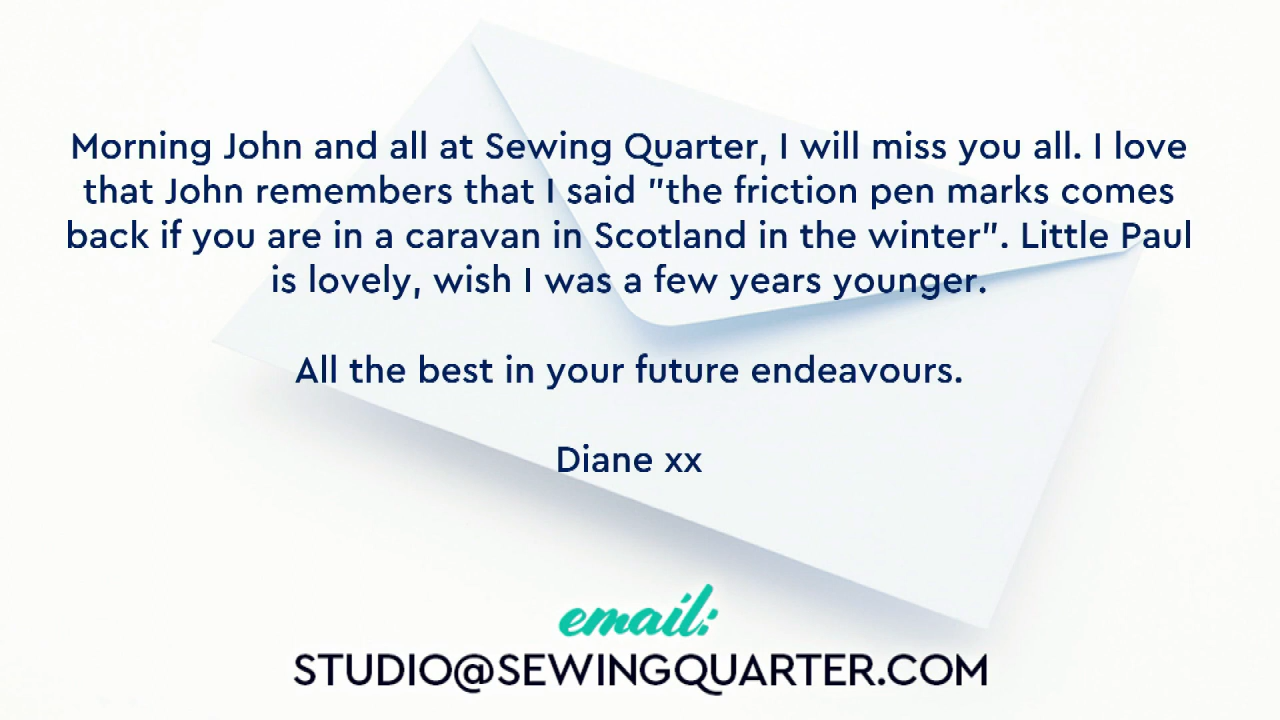 Morning John and all at Sewing Quarter, I will miss you all. I love
that John remembers that I said "the friction pen marks comes
back if you are in a caravan in Scotland in the winter". Little Paul
is lovely, wish I was a few years younger.
All the best in your future endeavours.
Diane xx
email:
STUDIO@SEWINGQUARTER.COM